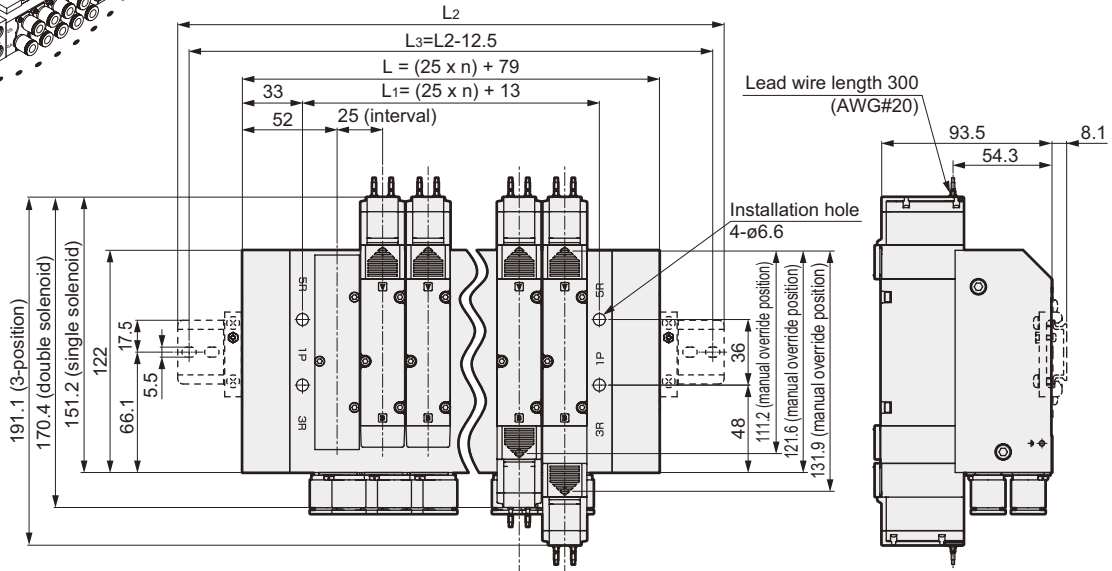 L2
L3=L2-12.5
L = (25 x n) + 79
L1= (25 x n) + 13
33
52
25 (interval)
Lead wire length 300
(AWG#20)
93.5
8.1
54.3
Installation hole
4-ø6.6
191.1 (3-position)
170.4 (double solenoid)
151.2 (single solenoid)
122
17.5
5.5
66.1
5R
1P
3R
5R
1P
3R
36
48
111.2 (manual override position)
121.6 (manual override position)
131.9 (manual override position)